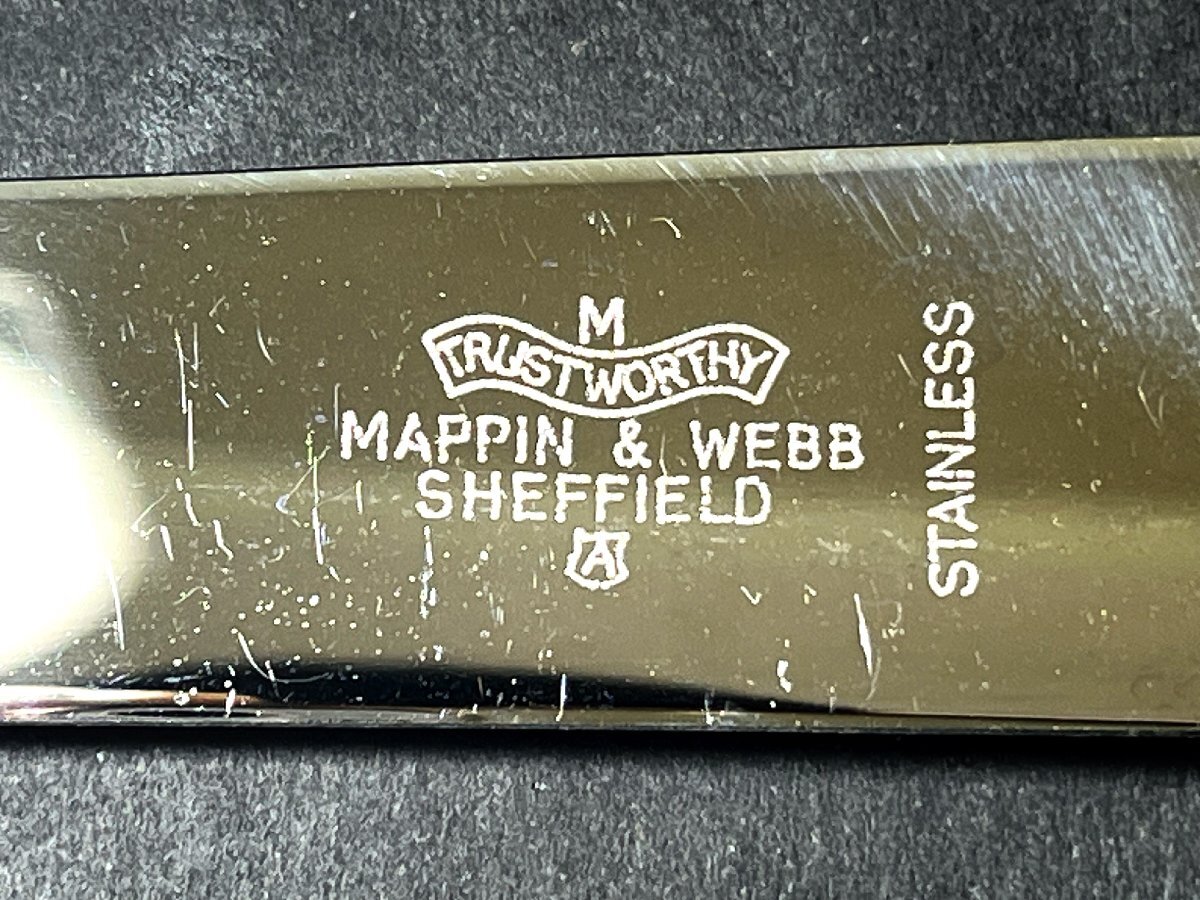 M
TRUSTWORTHY
MAPPIN & WEBB
SHEFFIELD
A
STAINLESS